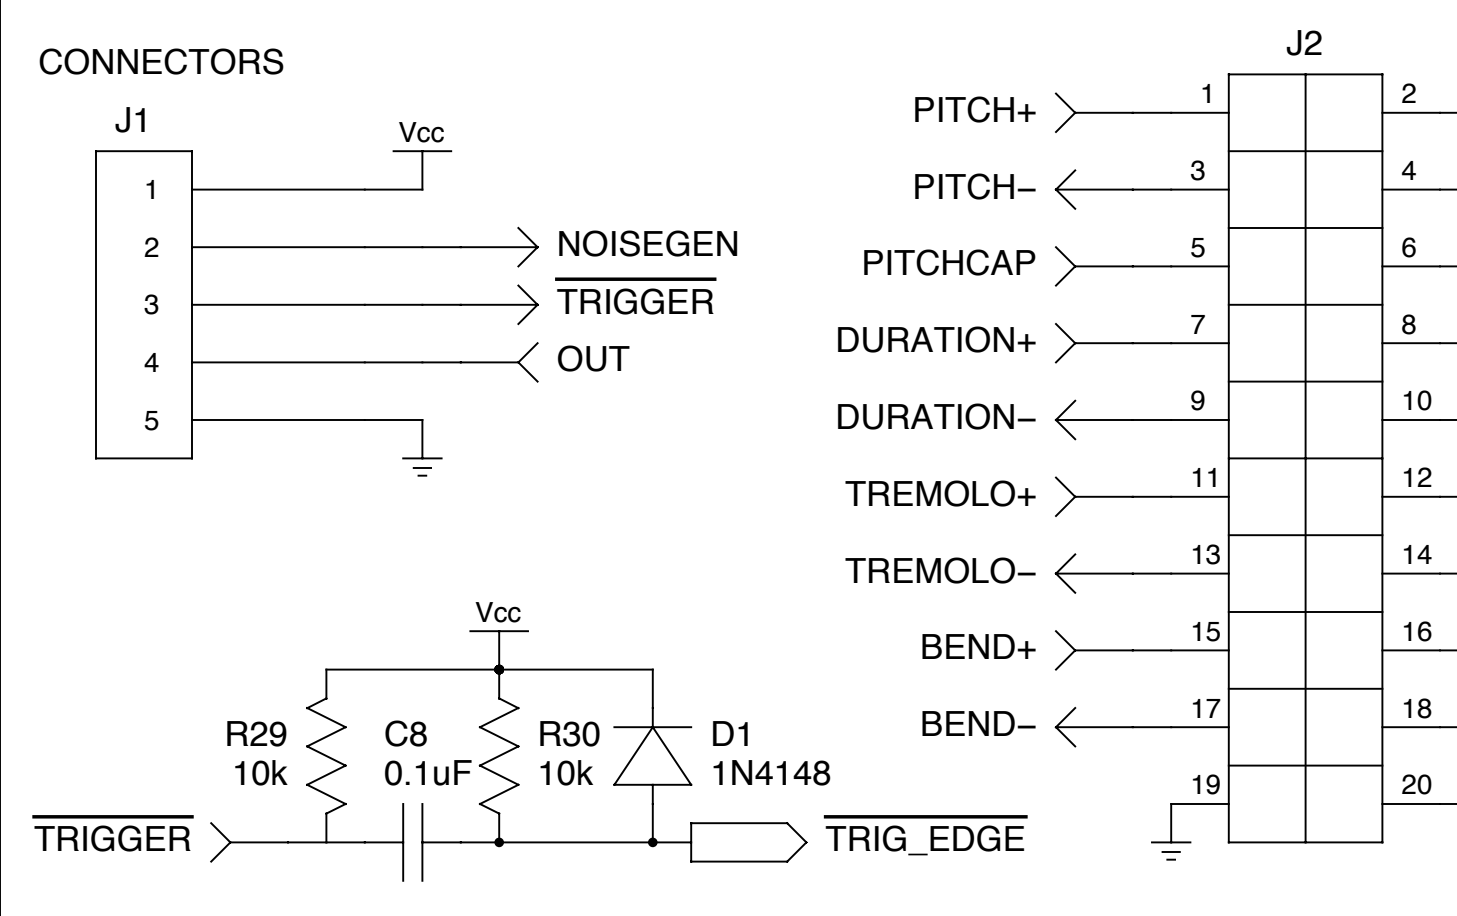 CONNECTORS
J1
Vcc
1
2 NOISEGEN
3 TRIGGER
4 OUT
5
J2
PITCH+ 1 2
PITCH− 3 4
PITCHCAP 5 6
DURATION+ 7 8
DURATION− 9 10
TREMOLO+ 11 12
TREMOLO− 13 14
BEND+ 15 16
BEND− 17 18
19 20
Vcc
R29 C8 R30 D1
10k 0.1uF 10k 1N4148
TRIGGER TRIG_EDGE